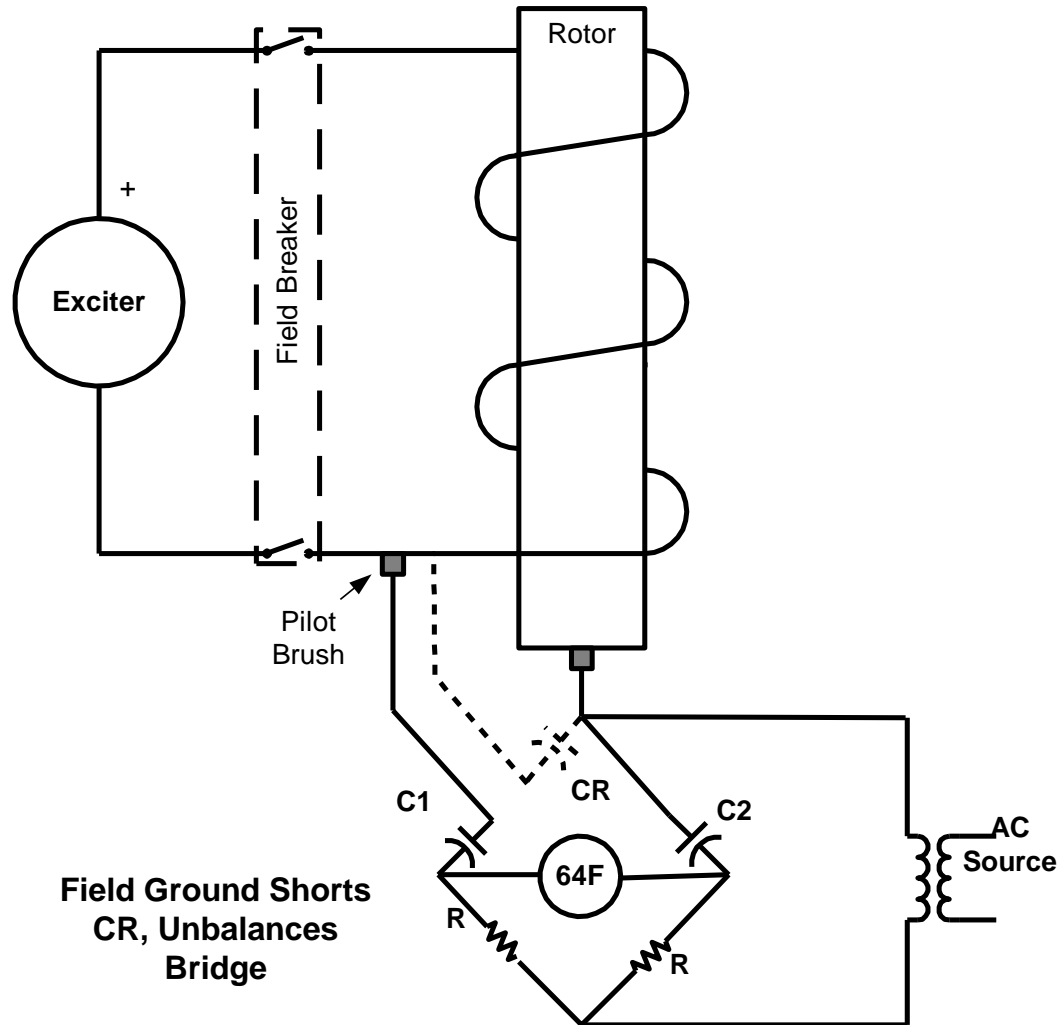 Rotor
+
Exciter
Field Breaker
Pilot
Brush
CR
C1
C2
AC
Source
64F
Field Ground Shorts
CR, Unbalances
Bridge
R
R